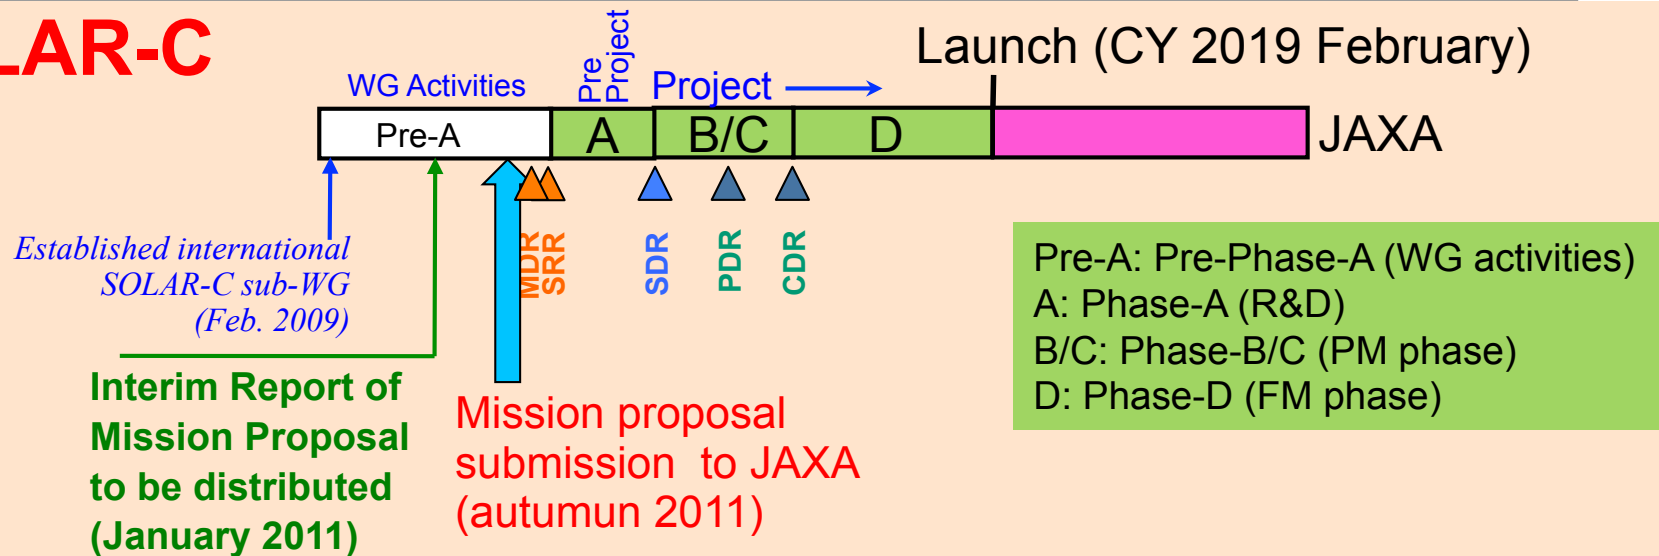 LAR-C
WG Activities
Pre
Project
Project
Launch (CY 2019 February)
Pre-A
A
B/C
D
JAXA
MDR
SRR
SDR
PDR
CDR
Established international
SOLAR-C sub-WG
(Feb. 2009)
Interim Report of
Mission Proposal
to be distributed
(January 2011)
Mission proposal
submission to JAXA
(autumun 2011)
Pre-A: Pre-Phase-A (WG activities)
A: Phase-A (R&D)
B/C: Phase-B/C (PM phase)
D: Phase-D (FM phase)